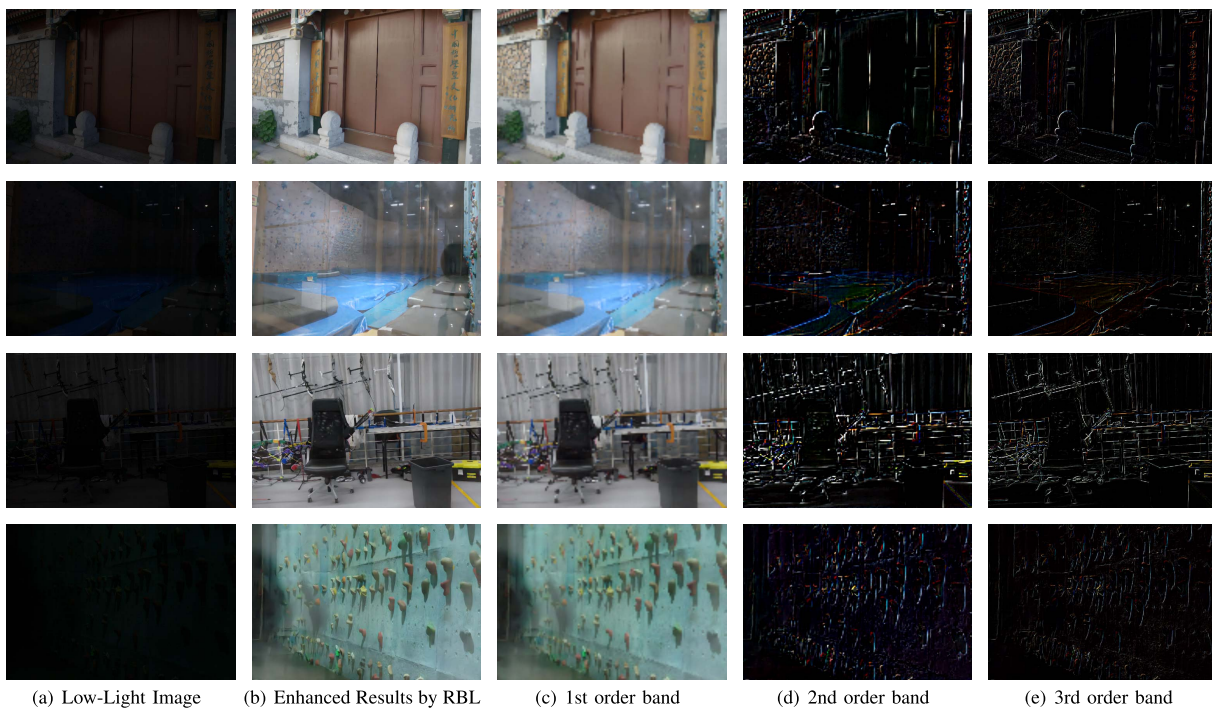 (a) Low-Light Image
(b) Enhanced Results by RBL
(c) 1st order band
(d) 2nd order band
(e) 3rd order band